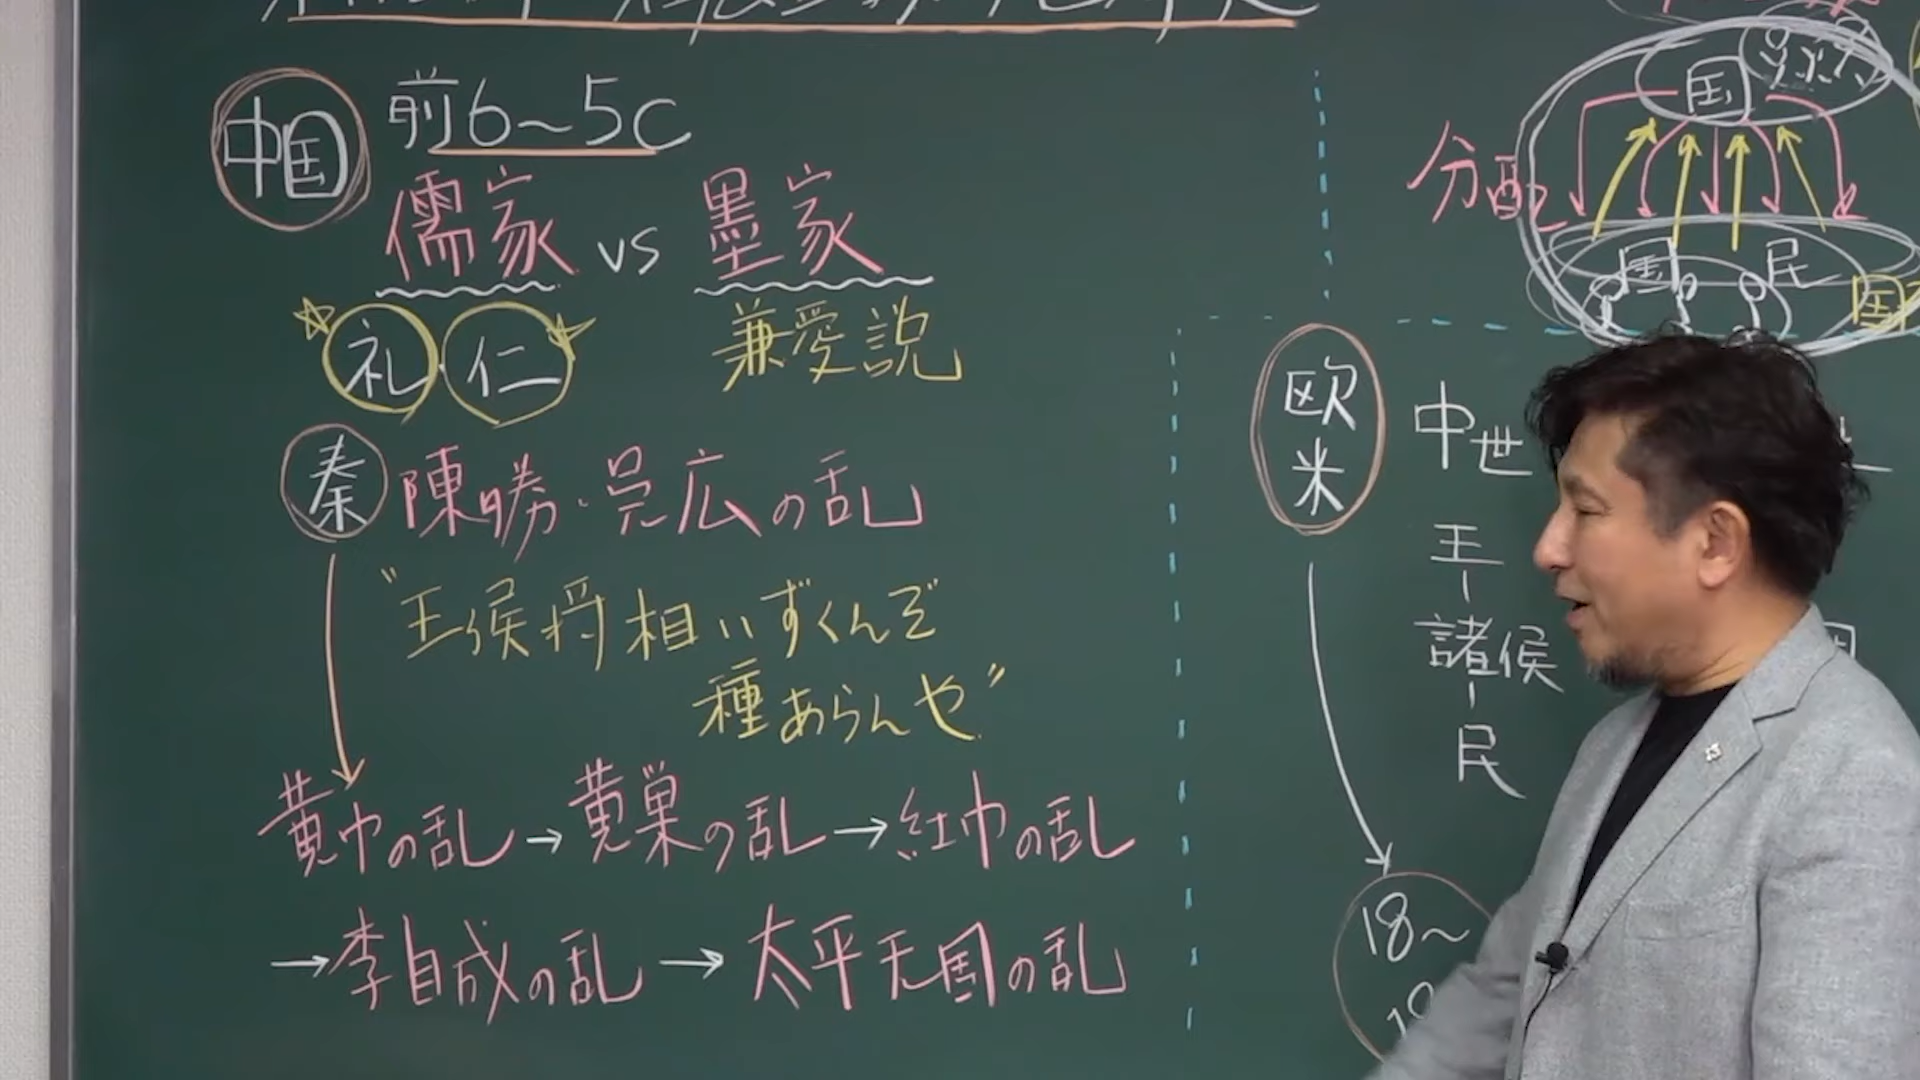 中国 前6〜5C
儒家 vs 墨家
礼・仁 兼愛説
秦 陳勝・呉広の乱
"王侯将相いずくんぞ
種あらんや"
黄巾の乱→黄巣の乱→紅巾の乱
→李自成の乱→太平天国の乱
国
分配
国民
欧米
中世
王
諸侯
民
18〜